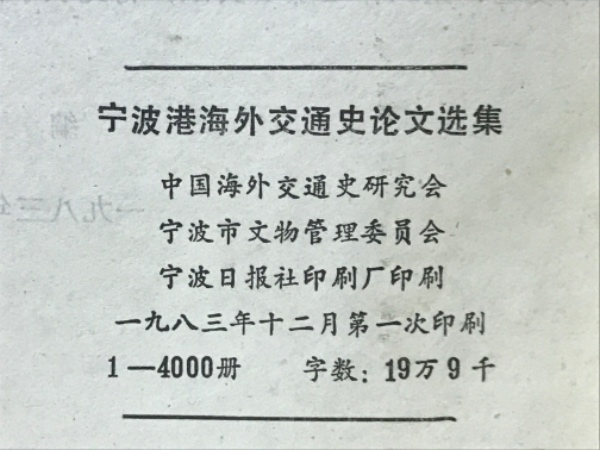 宁波港海外交通史论文选集
中国海外交通史研究会
宁波市文物管理委员会
宁波日报社印刷厂印刷
一九八三年十二月第一次印刷
1—4000册 字数：19万9千